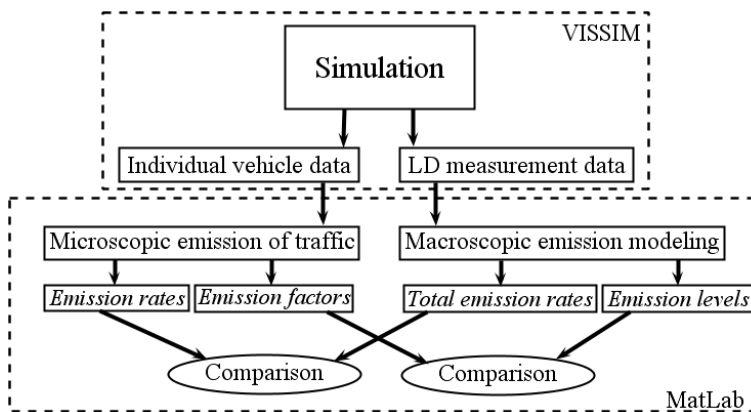 VISSIM
Simulation
Individual vehicle data
LD measurement data
Microscopic emission of traffic
Macroscopic emission modeling
Emission rates
Emission factors
Total emission rates
Emission levels
Comparison
Comparison
MatLab